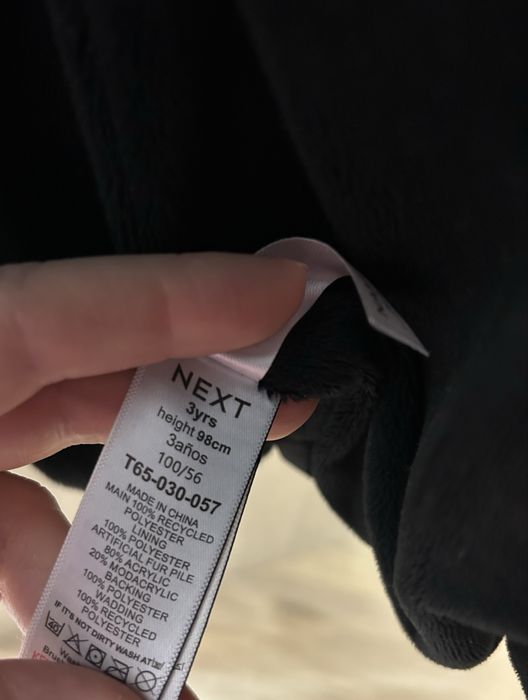 NEXT
3yrs
height 98cm
3años
100/56
T65-030-057
MADE IN CHINA
MAIN 100% RECYCLED
POLYESTER
LINING
100% POLYESTER
ARTIFICIAL FUR PILE
80% ACRYLIC
20% MODACRYLIC
BACKING
100% POLYESTER
WADDING
100% RECYCLED
POLYESTER
IF IT'S NOT DIRTY WASH AT
40